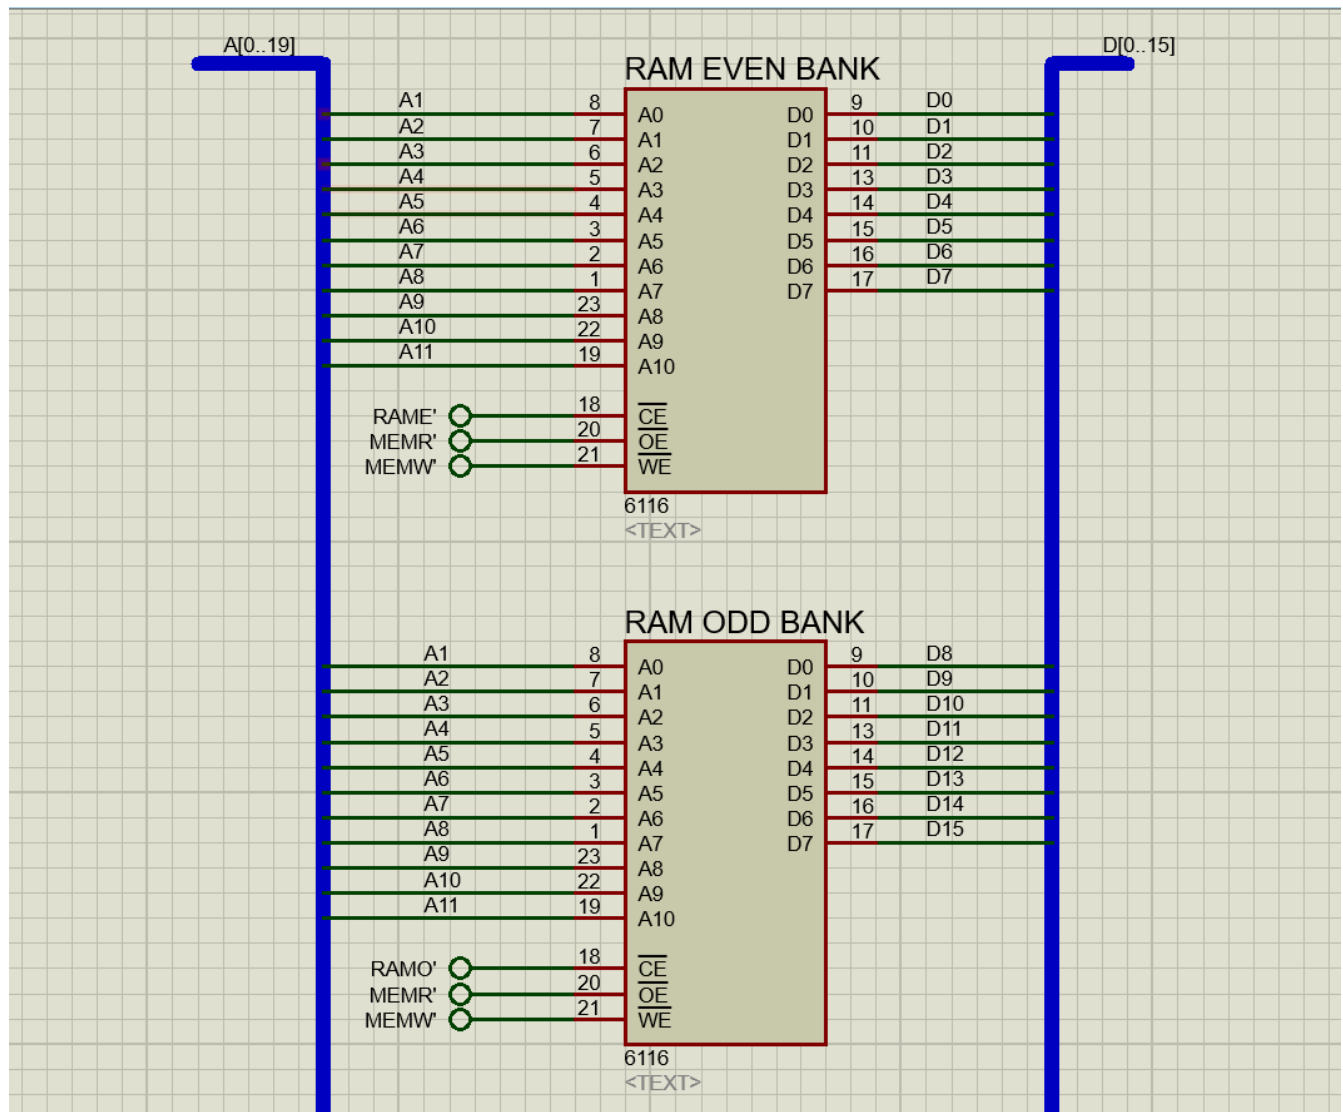 A[0..19] D[0..15]
RAM EVEN BANK
A1 8 A0 D0 9 D0
A2 7 A1 D1 10 D1
A3 6 A2 D2 11 D2
A4 5 A3 D3 13 D3
A5 4 A4 D4 14 D4
A6 3 A5 D5 15 D5
A7 2 A6 D6 16 D6
A8 1 A7 D7 17 D7
A9 23 A8
A10 22 A9
A11 19 A10
RAME' 18 CE
MEMR' 20 OE
MEMW' 21 WE
6116
<TEXT>
RAM ODD BANK
A1 8 A0 D0 9 D8
A2 7 A1 D1 10 D9
A3 6 A2 D2 11 D10
A4 5 A3 D3 13 D11
A5 4 A4 D4 14 D12
A6 3 A5 D5 15 D13
A7 2 A6 D6 16 D14
A8 1 A7 D7 17 D15
A9 23 A8
A10 22 A9
A11 19 A10
RAMO' 18 CE
MEMR' 20 OE
MEMW' 21 WE
6116
<TEXT>